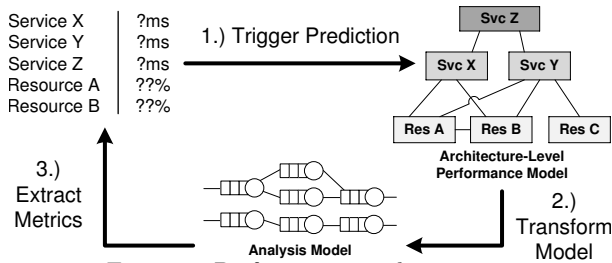 Service X ?ms
Service Y ?ms
Service Z ?ms
Resource A ??%
Resource B ??%
1.) Trigger Prediction
Svc Z
Svc X Svc Y
Res A Res B Res C
Architecture-Level
Performance Model
3.)
Extract
Metrics
2.)
Transform
Model
Analysis Model